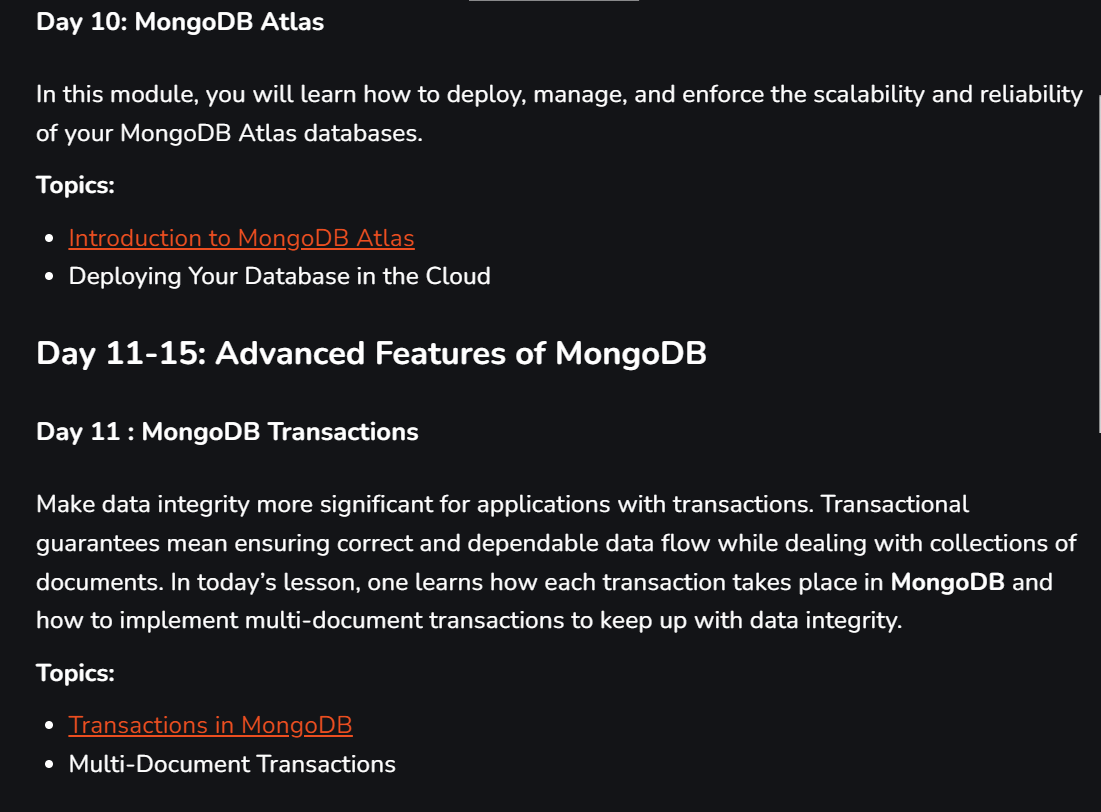 Day 10: MongoDB Atlas
In this module, you will learn how to deploy, manage, and enforce the scalability and reliability
of your MongoDB Atlas databases.
Topics:
Introduction to MongoDB Atlas
Deploying Your Database in the Cloud
Day 11-15: Advanced Features of MongoDB
Day 11 : MongoDB Transactions
Make data integrity more significant for applications with transactions. Transactional
guarantees mean ensuring correct and dependable data flow while dealing with collections of
documents. In today’s lesson, one learns how each transaction takes place in MongoDB and
how to implement multi-document transactions to keep up with data integrity.
Topics:
Transactions in MongoDB
Multi-Document Transactions